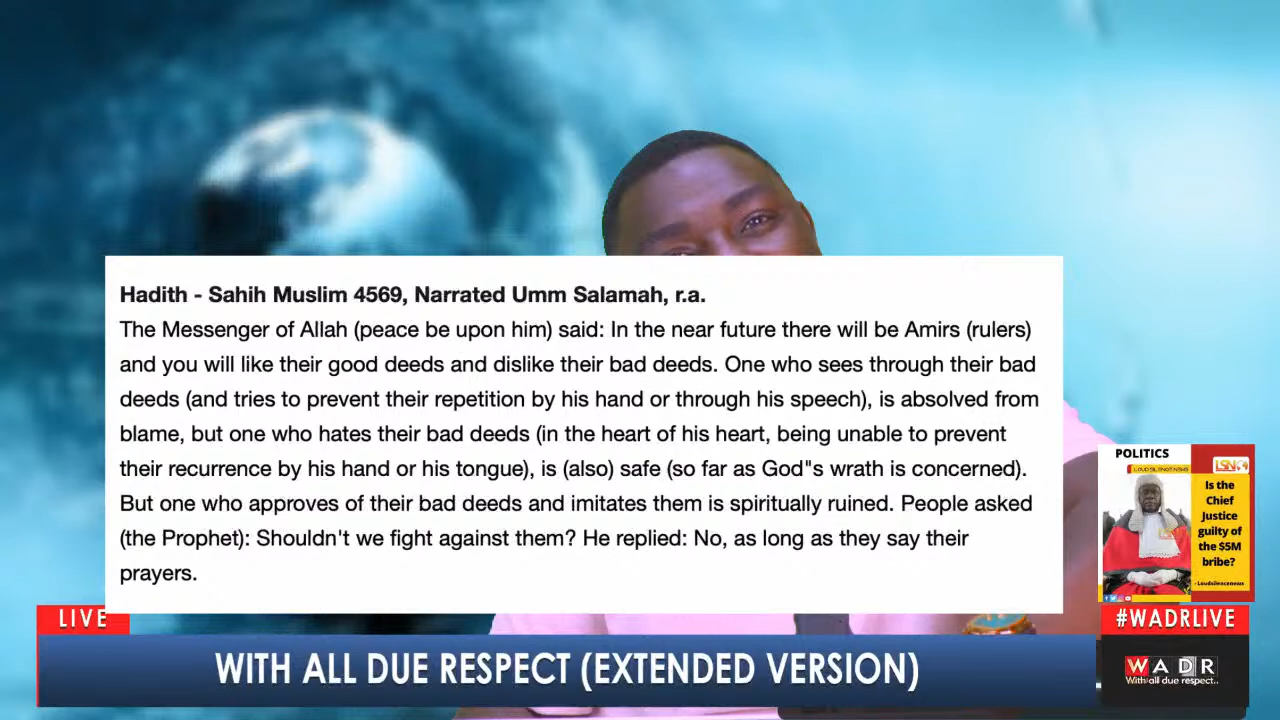 Hadith - Sahih Muslim 4569, Narrated Umm Salamah, r.a.
The Messenger of Allah (peace be upon him) said: In the near future there will be Amirs (rulers)
and you will like their good deeds and dislike their bad deeds. One who sees through their bad
deeds (and tries to prevent their repetition by his hand or through his speech), is absolved from
blame, but one who hates their bad deeds (in the heart of his heart, being unable to prevent
their recurrence by his hand or his tongue), is (also) safe (so far as God"s wrath is concerned).
But one who approves of their bad deeds and imitates them is spiritually ruined. People asked
(the Prophet): Shouldn't we fight against them? He replied: No, as long as they say their
prayers.
POLITICS
LOUDSILENCENEWS
LSN
Is the
Chief
Justice
guilty of
the $5M
bribe?
- Loudsilencenews
LIVE
#WADRLIVE
WITH ALL DUE RESPECT (EXTENDED VERSION)
WADR
With all due respect..